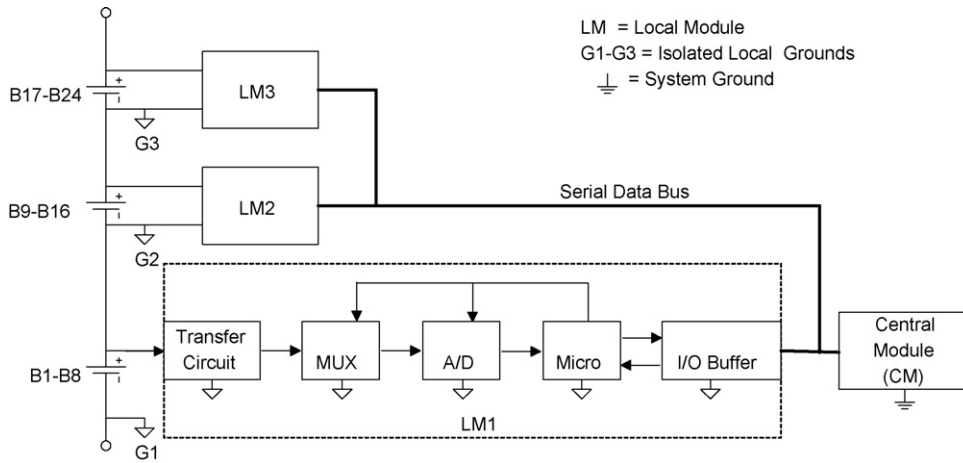 LM = Local Module
G1-G3 = Isolated Local Grounds
= System Ground
+
B17-B24
-
G3
LM3
+
B9-B16
-
G2
LM2
Serial Data Bus
+
B1-B8
-
G1
Transfer
Circuit
MUX
A/D
Micro
I/O Buffer
LM1
Central
Module
(CM)